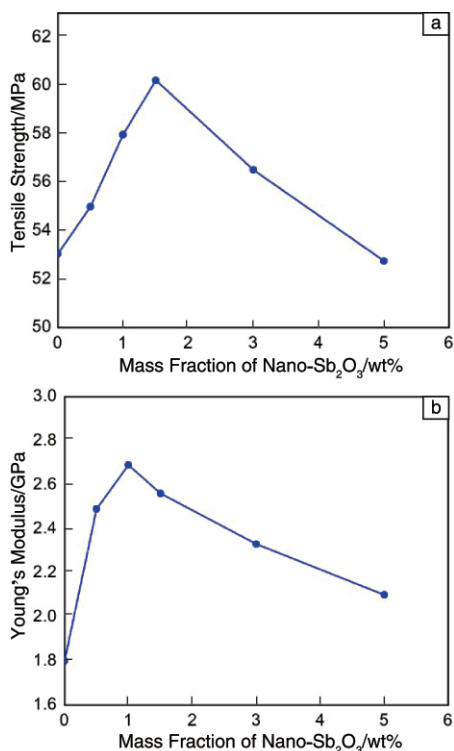 a
Tensile Strength/MPa
62
60
58
56
54
52
50
0 1 2 3 4 5 6
Mass Fraction of Nano-Sb₂O₃/wt%
b
Young's Modulus/GPa
3.0
2.8
2.6
2.4
2.2
2.0
1.8
1.6
0 1 2 3 4 5 6
Mass Fraction of Nano-Sb₃O₃/wt%